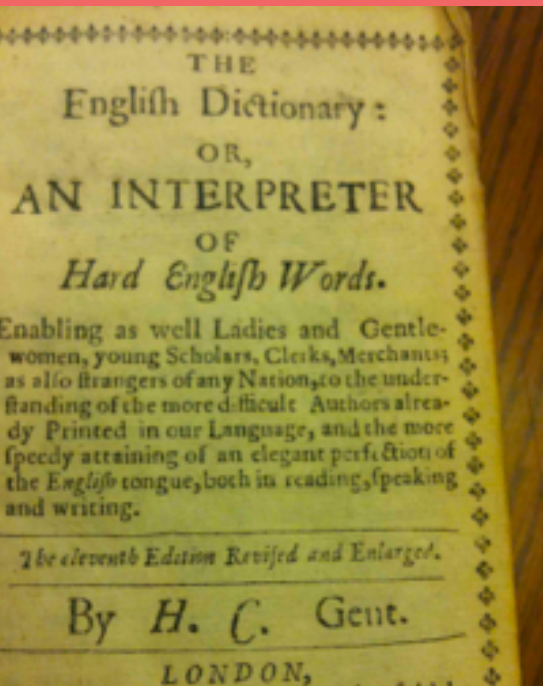 THE
Engliſh Dictionary:
OR,
AN INTERPRETER
OF
Hard Engliſh Words.
Enabling as well Ladies and Gentle-
women, young Scholars, Clerks, Merchants;
as alſo ſtrangers of any Nation, to the under-
ſtanding of the more difficult Authors alrea-
dy Printed in our Language, and the more
ſpeedy attaining of an elegant perfection of
the Engliſh tongue, both in reading, ſpeaking
and writing.
The eleventh Edition Reviſed and Enlarged.
By H. C. Gent.
LONDON,